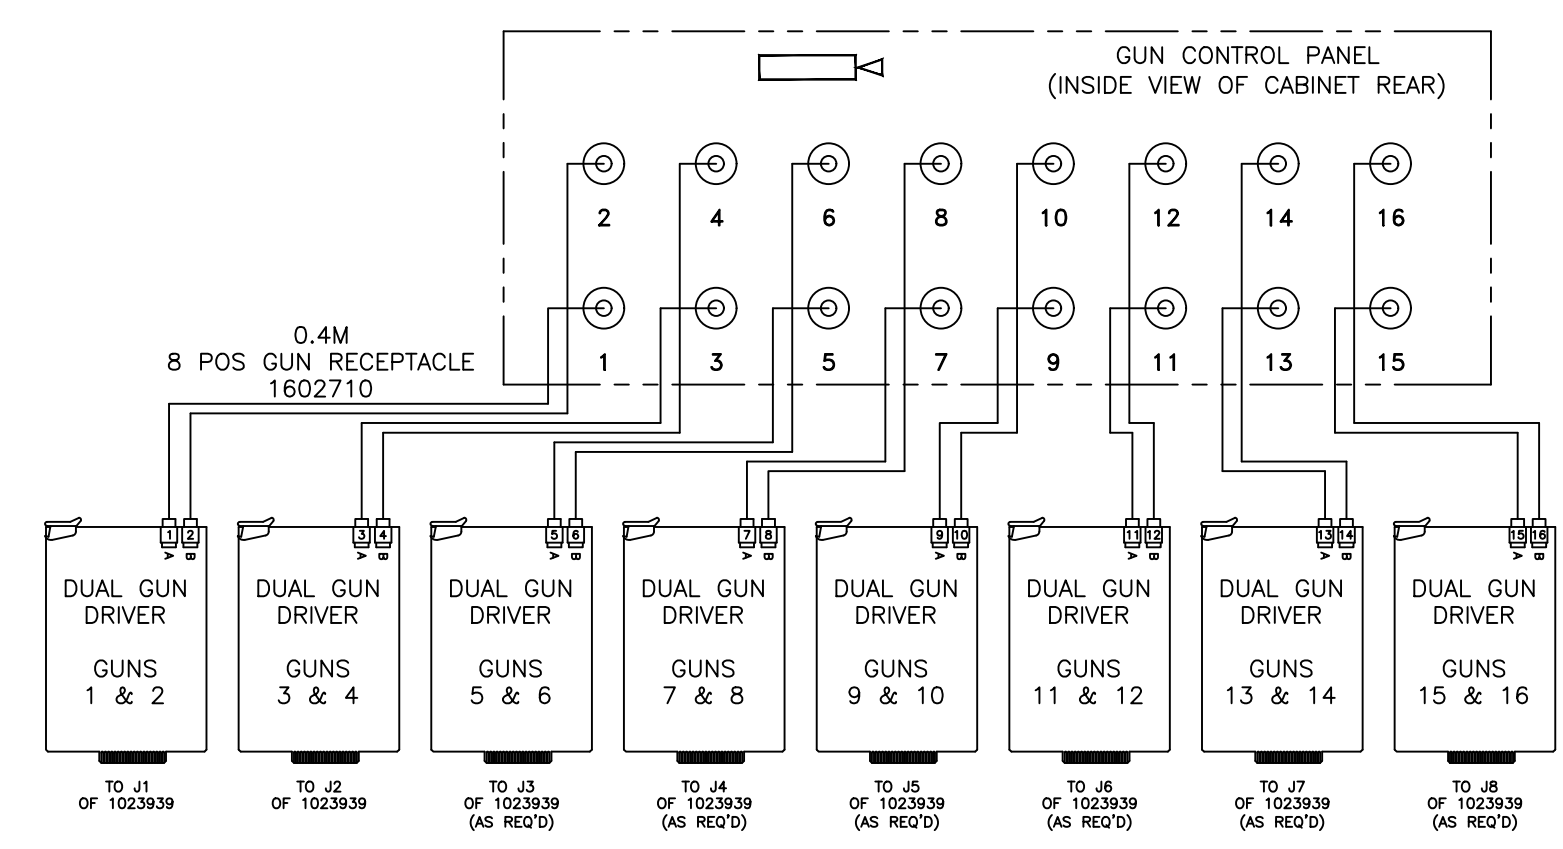 GUN CONTROL PANEL
(INSIDE VIEW OF CABINET REAR)
2 4 6 8 10 12 14 16
1 3 5 7 9 11 13 15
0.4M
8 POS GUN RECEPTACLE
1602710
1 2 3 4 5 6 7 8 9 10 11 12 13 14 15 16
A B A B A B A B A B A B A B A B
DUAL GUN
DRIVER
GUNS
1 & 2
DUAL GUN
DRIVER
GUNS
3 & 4
DUAL GUN
DRIVER
GUNS
5 & 6
DUAL GUN
DRIVER
GUNS
7 & 8
DUAL GUN
DRIVER
GUNS
9 & 10
DUAL GUN
DRIVER
GUNS
11 & 12
DUAL GUN
DRIVER
GUNS
13 & 14
DUAL GUN
DRIVER
GUNS
15 & 16
TO J1
OF 1023939
TO J2
OF 1023939
TO J3
OF 1023939
(AS REQ'D)
TO J4
OF 1023939
(AS REQ'D)
TO J5
OF 1023939
(AS REQ'D)
TO J6
OF 1023939
(AS REQ'D)
TO J7
OF 1023939
(AS REQ'D)
TO J8
OF 1023939
(AS REQ'D)